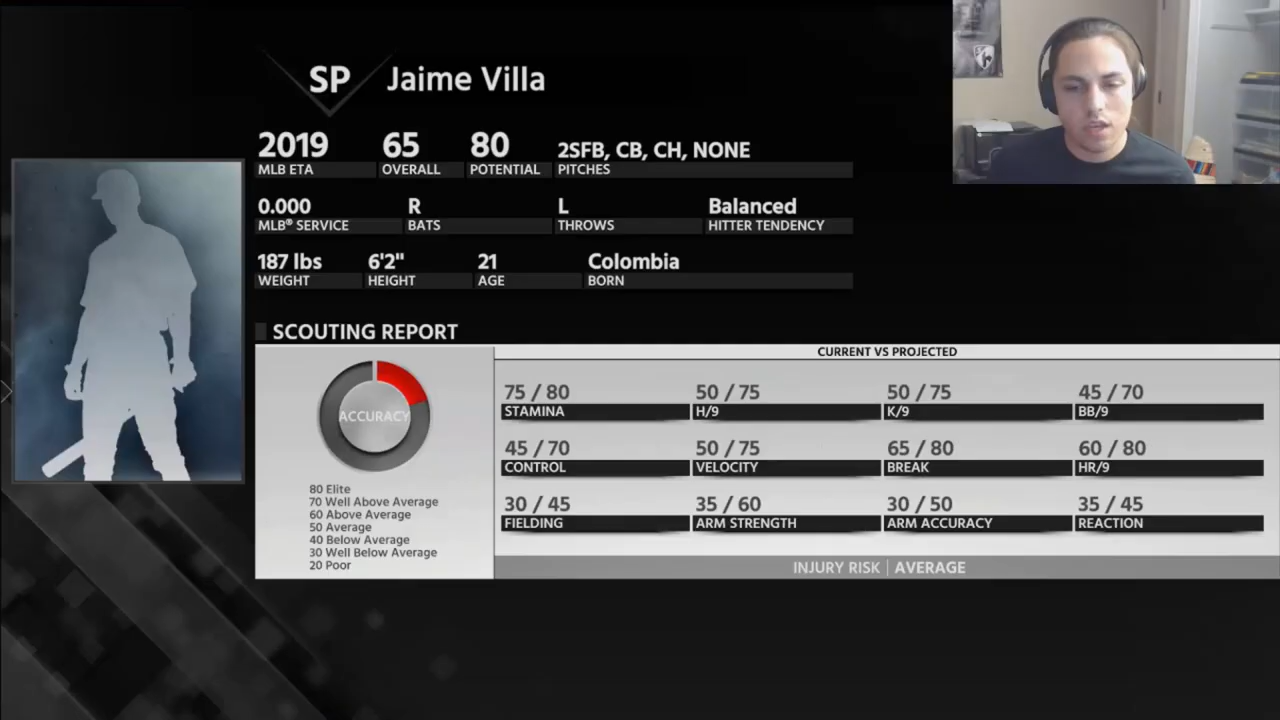 SP Jaime Villa
2019 65 80 2SFB, CB, CH, NONE
MLB ETA OVERALL POTENTIAL PITCHES
0.000 R L Balanced
MLB® SERVICE BATS THROWS HITTER TENDENCY
187 lbs 6'2" 21 Colombia
WEIGHT HEIGHT AGE BORN
SCOUTING REPORT
CURRENT VS PROJECTED
ACCURACY
80 Elite
70 Well Above Average
60 Above Average
50 Average
40 Below Average
30 Well Below Average
20 Poor
75 / 80 50 / 75 50 / 75 45 / 70
STAMINA H/9 K/9 BB/9
45 / 70 50 / 75 65 / 80 60 / 80
CONTROL VELOCITY BREAK HR/9
30 / 45 35 / 60 30 / 50 35 / 45
FIELDING ARM STRENGTH ARM ACCURACY REACTION
INJURY RISK | AVERAGE